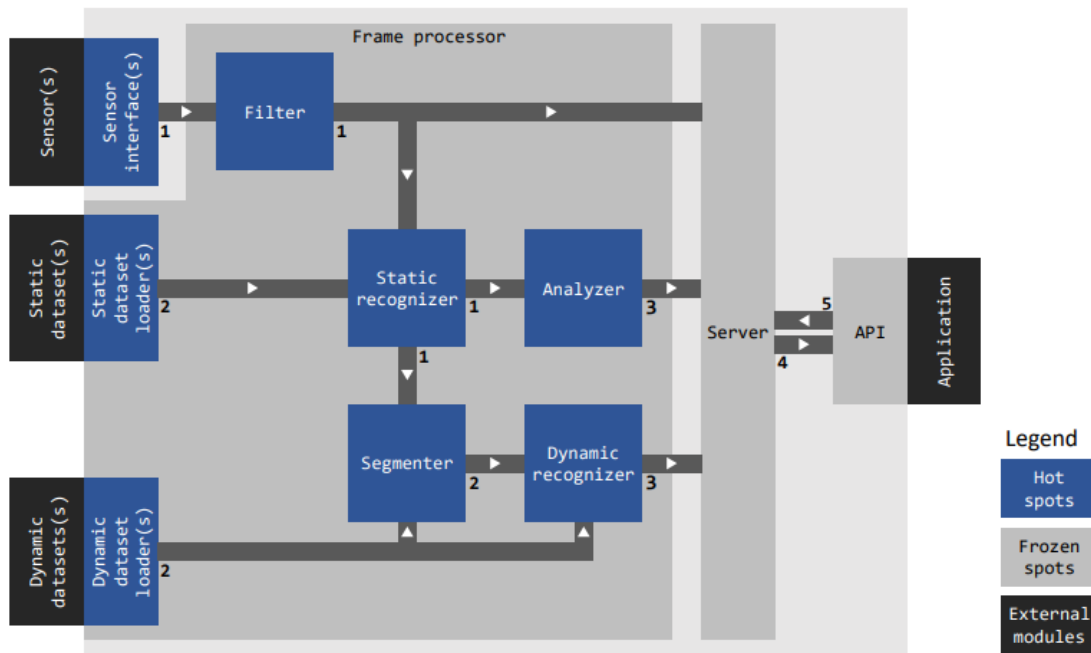 Frame processor
Sensor(s)
Sensor
interface(s)
1
Filter
1
Static
dataset(s)
Static
dataset
loader(s)
2
Static
recognizer
1
1
Analyzer
3
Server
5
4
API
Application
Segmenter
2
Dynamic
recognizer
3
Dynamic
datasets(s)
Dynamic
dataset
loader(s)
2
Legend
Hot
spots
Frozen
spots
External
modules